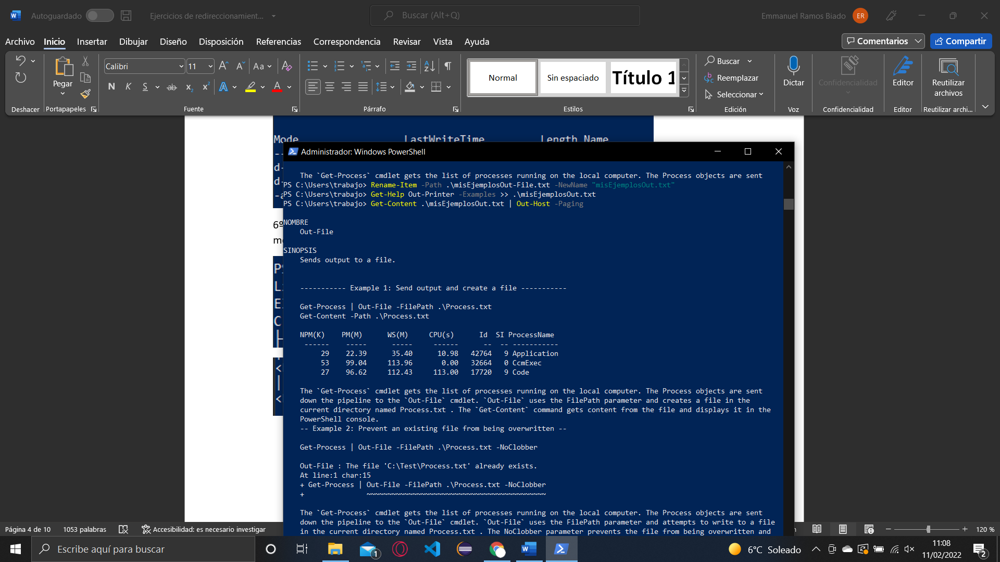 Autoguardado
Ejercicios de redireccionamient...
Buscar (Alt+Q)
Emmanuel Ramos Biado ER
Archivo Inicio Insertar Dibujar Diseño Disposición Referencias Correspondencia Revisar Vista Ayuda
Comentarios Compartir
Calibri 11 Aa
Pegar
N K S ab x₂ x² A A
Normal Sin espaciado Título 1
Buscar
Reemplazar
Seleccionar
Dictar
Confidencialidad
Editor
Reutilizar archivos
Deshacer Portapapeles Fuente Párrafo Estilos Edición Voz Confidencialidad Editor Reutilizar archi...
Mode LastWriteTime Length Name
6º
Administrador: Windows PowerShell
The `Get-Process` cmdlet gets the list of processes running on the local computer. The Process objects are sent
PS C:\Users\trabajo> Rename-Item -Path .\misEjemplosOut-File.txt -NewName "misEjemplosOut.txt"
PS C:\Users\trabajo> Get-Help Out-Printer -Examples >> .\misEjemplosOut.txt
PS C:\Users\trabajo> Get-Content .\misEjemplosOut.txt | Out-Host -Paging
NOMBRE
Out-File
SINOPSIS
Sends output to a file.
----------- Example 1: Send output and create a file -----------
Get-Process | Out-File -FilePath .\Process.txt
Get-Content -Path .\Process.txt
NPM(K) PM(M) WS(M) CPU(s) Id SI ProcessName
------ ----- ----- ------ -- -- -----------
29 22.39 35.40 10.98 42764 9 Application
53 99.04 113.96 0.00 32664 0 CcmExec
27 96.62 112.43 113.00 17720 9 Code
The `Get-Process` cmdlet gets the list of processes running on the local computer. The Process objects are sent
down the pipeline to the `Out-File` cmdlet. `Out-File` uses the FilePath parameter and creates a file in the
current directory named Process.txt . The `Get-Content` command gets content from the file and displays it in the
PowerShell console.
-- Example 2: Prevent an existing file from being overwritten --
Get-Process | Out-File -FilePath .\Process.txt -NoClobber
Out-File : The file 'C:\Test\Process.txt' already exists.
At line:1 char:15
+ Get-Process | Out-File -FilePath .\Process.txt -NoClobber
+ ~~~~~~~~~~~~~~~~~~~~~~~~~~~~~~~~~~~~~~~~~~~
The `Get-Process` cmdlet gets the list of processes running on the local computer. The Process objects are sent
down the pipeline to the `Out-File` cmdlet. `Out-File` uses the FilePath parameter and attempts to write to a file
in the current directory named Process.txt . The NoClobber parameter prevents the file from being overwritten and
Página 4 de 10 1053 palabras Accesibilidad: es necesario investigar
120 %
Escribe aquí para buscar
1
6°C Soleado
11:08
11/02/2022
2